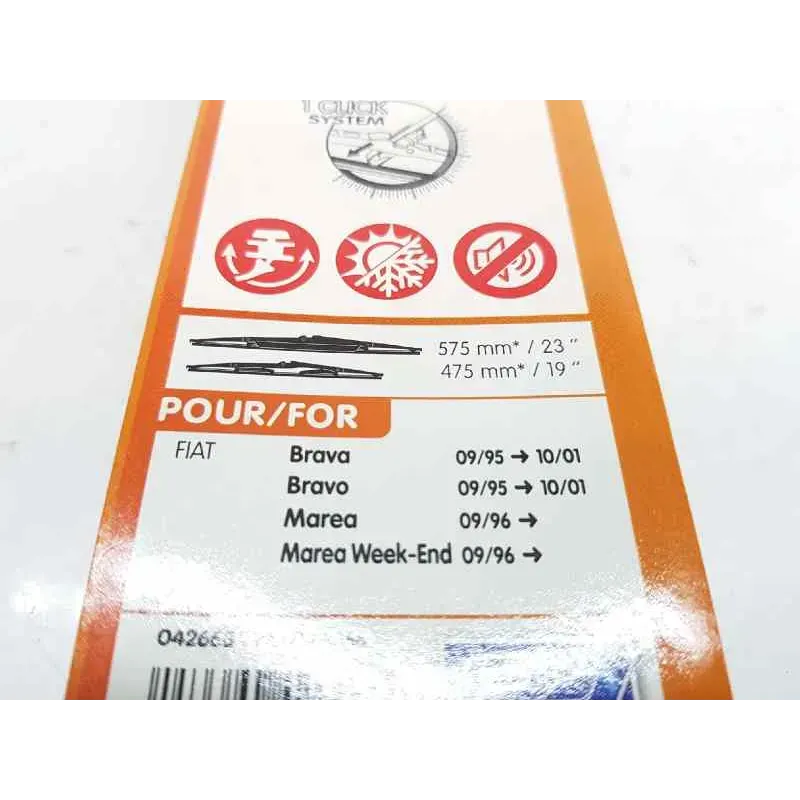 1 CLICK
SYSTEM
575 mm* / 23 "
475 mm* / 19 "
POUR/FOR
FIAT Brava 09/95 → 10/01
Bravo 09/95 → 10/01
Marea 09/96 →
Marea Week-End 09/96 →